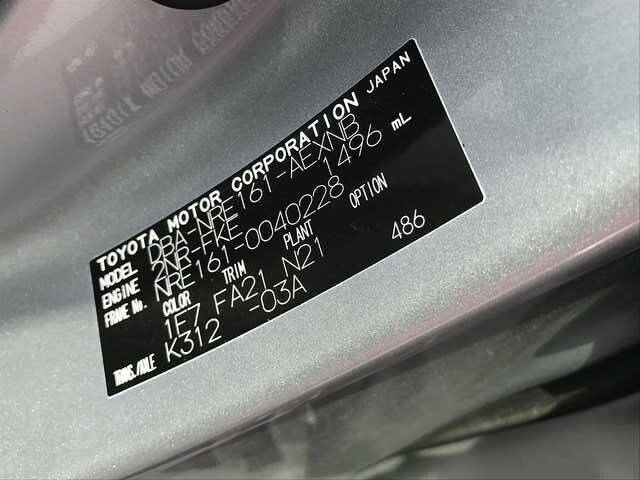 TOYOTA MOTOR CORPORATION JAPAN
MODEL DBA-NRE161-AEXNB
ENGINE 2NR-FKE 1496 mL
FRAME No. NRE161-0040228
COLOR TRIM PLANT OPTION
1E7 FA21 N21 486
TRANS./AXLE K312 -03A